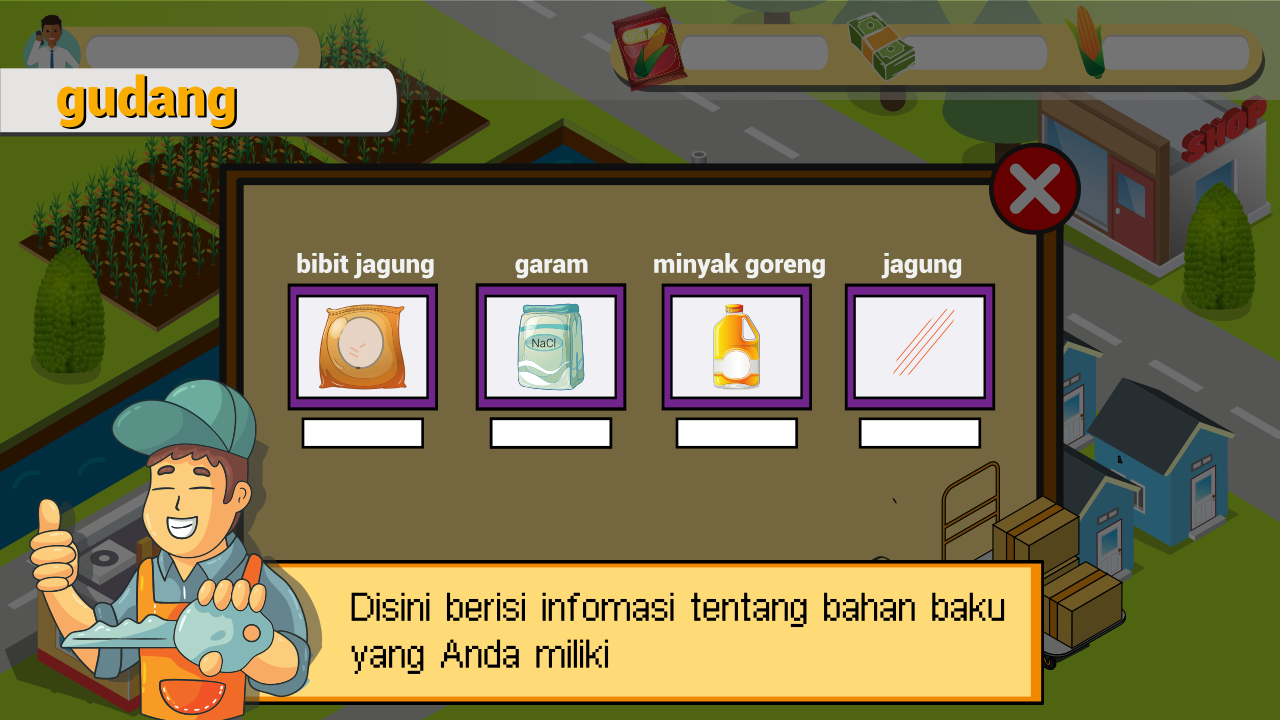 gudang
SHOP
bibit jagung
garam
minyak goreng
jagung
NaCl
Disini berisi infomasi tentang bahan baku
yang Anda miliki